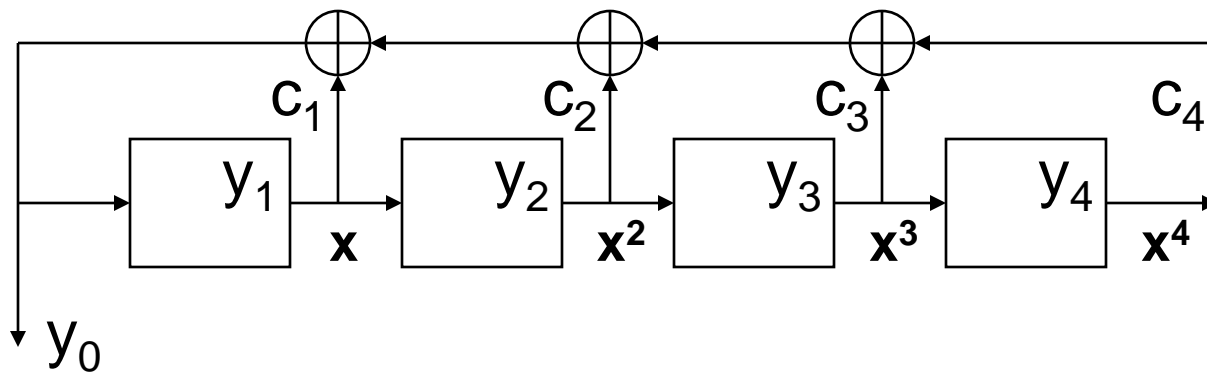 c₁ c₂ c₃ c₄
y₁ y₂ y₃ y₄
x x² x³ x⁴
y₀